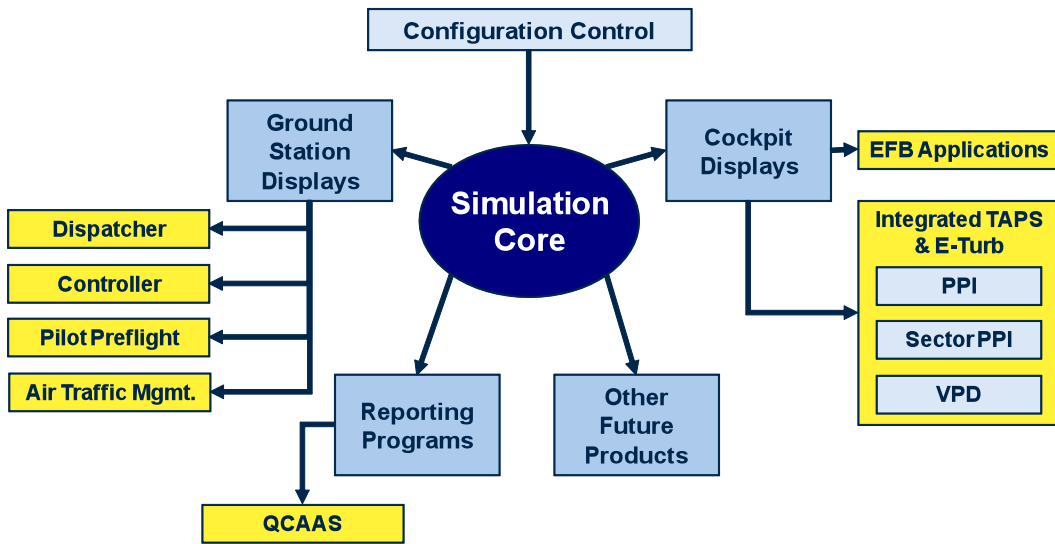 Configuration Control
Ground
Station
Displays
Cockpit
Displays
EFB Applications
Simulation
Core
Dispatcher
Controller
Pilot Preflight
Air Traffic Mgmt.
Integrated TAPS
& E-Turb
PPI
Sector PPI
VPD
Reporting
Programs
Other
Future
Products
QCAAS